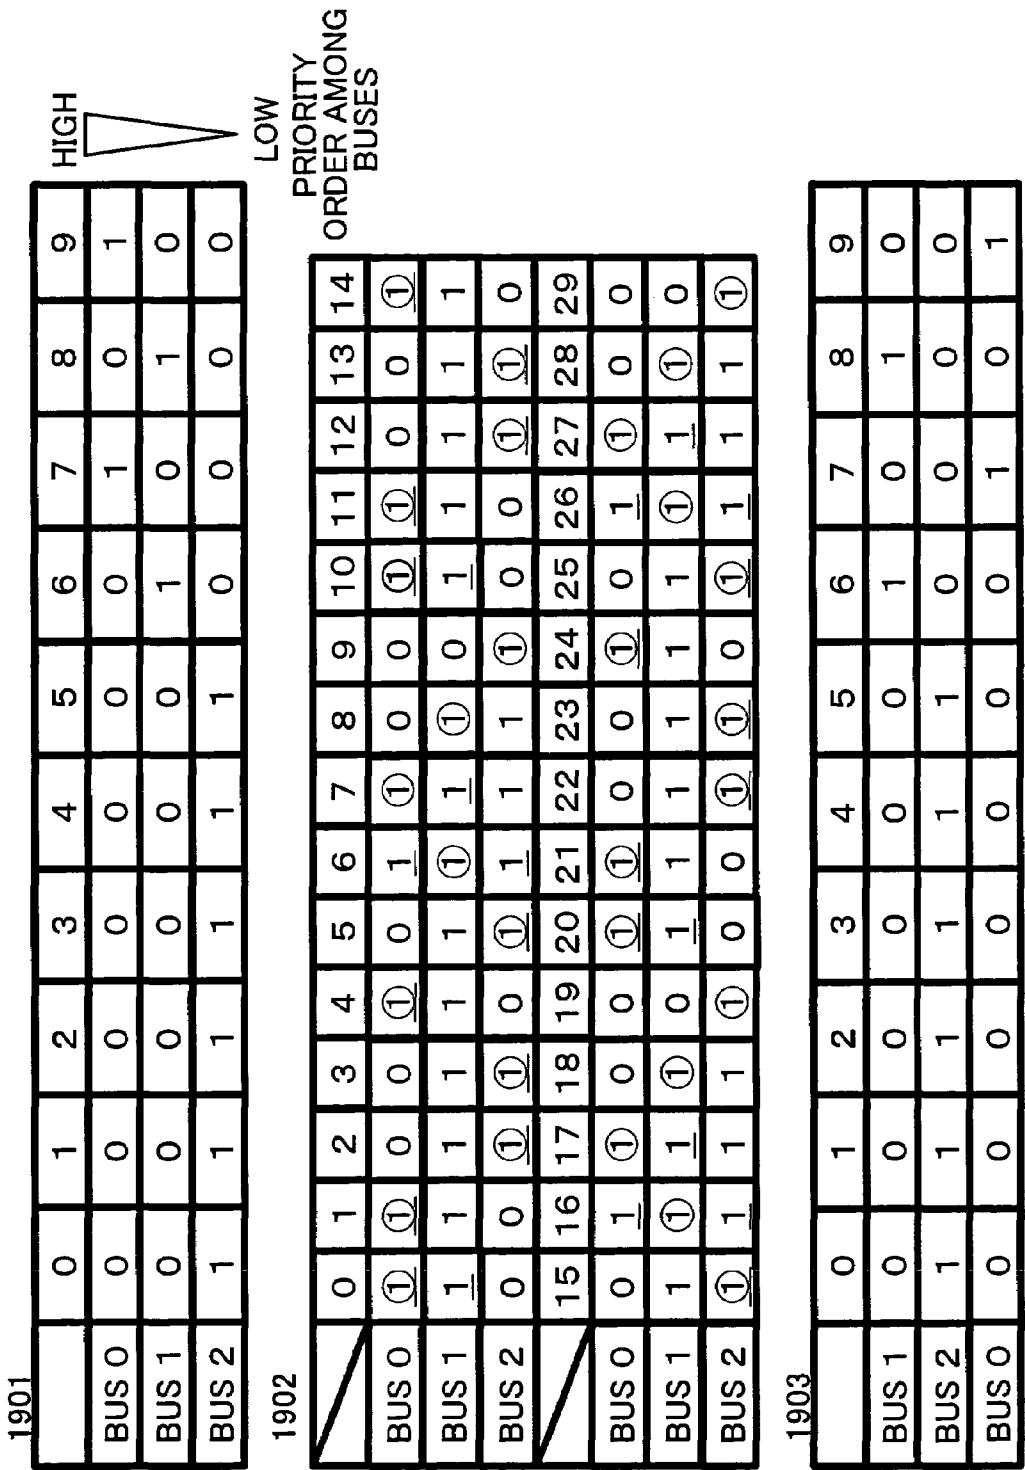 1901
0 1 2 3 4 5 6 7 8 9
BUS 0 0 0 0 0 0 0 0 1 0 1
BUS 1 0 0 0 0 0 0 1 0 1 0
BUS 2 1 1 1 1 1 1 0 0 0 0
HIGH
LOW
PRIORITY
ORDER AMONG
BUSES
1902
0 1 2 3 4 5 6 7 8 9 10 11 12 13 14
BUS 0 ① ① 0 0 ① 0 1 ① 0 0 ① ① 0 0 ①
BUS 1 1 1 1 1 1 1 ① 1 ① 0 1 1 1 1 1
BUS 2 0 0 ① ① 0 ① 1 1 1 ① 0 0 ① ① 0
15 16 17 18 19 20 21 22 23 24 25 26 27 28 29
BUS 0 0 1 ① 0 0 ① ① 0 0 ① 0 1 ① 0 0
BUS 1 1 ① 1 ① 0 1 1 1 1 1 1 ① 1 ① 0
BUS 2 ① 1 1 1 ① 0 0 ① ① 0 ① 1 1 1 ①
1903
0 1 2 3 4 5 6 7 8 9
BUS 1 0 0 0 0 0 0 1 0 1 0
BUS 2 1 1 1 1 1 1 0 0 0 0
BUS 0 0 0 0 0 0 0 0 1 0 1